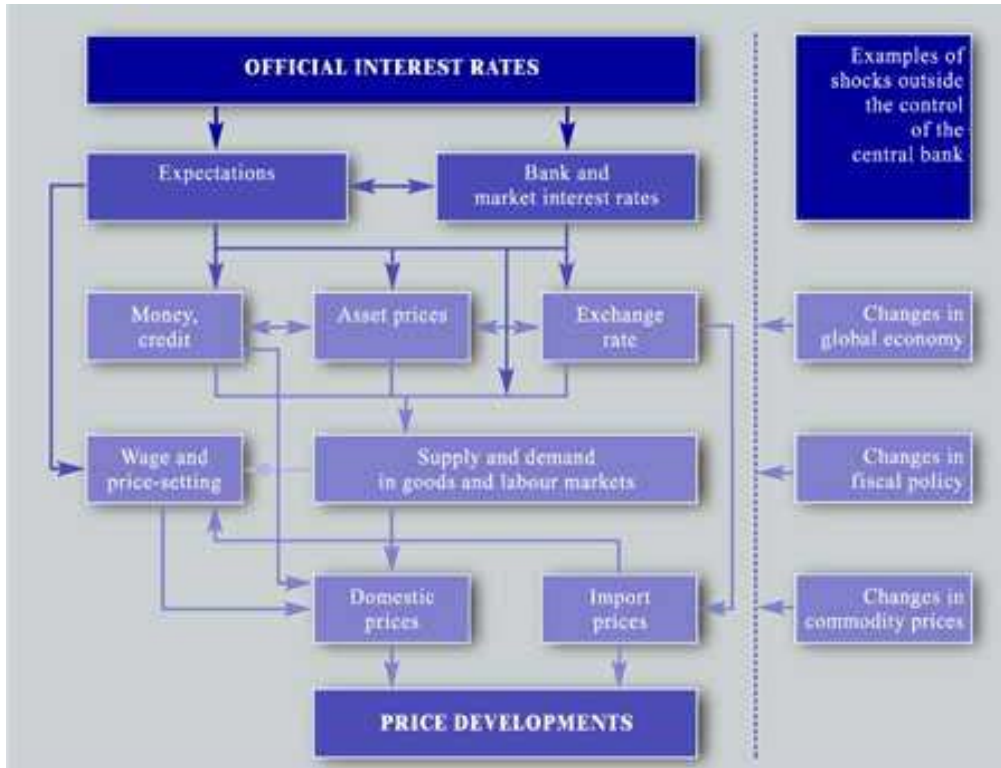 OFFICIAL INTEREST RATES
Examples of
shocks outside
the control
of the
central bank
Expectations
Bank and
market interest rates
Money,
credit
Asset prices
Exchange
rate
Changes in
global economy
Wage and
price-setting
Supply and demand
in goods and labour markets
Changes in
fiscal policy
Domestic
prices
Import
prices
Changes in
commodity prices
PRICE DEVELOPMENTS